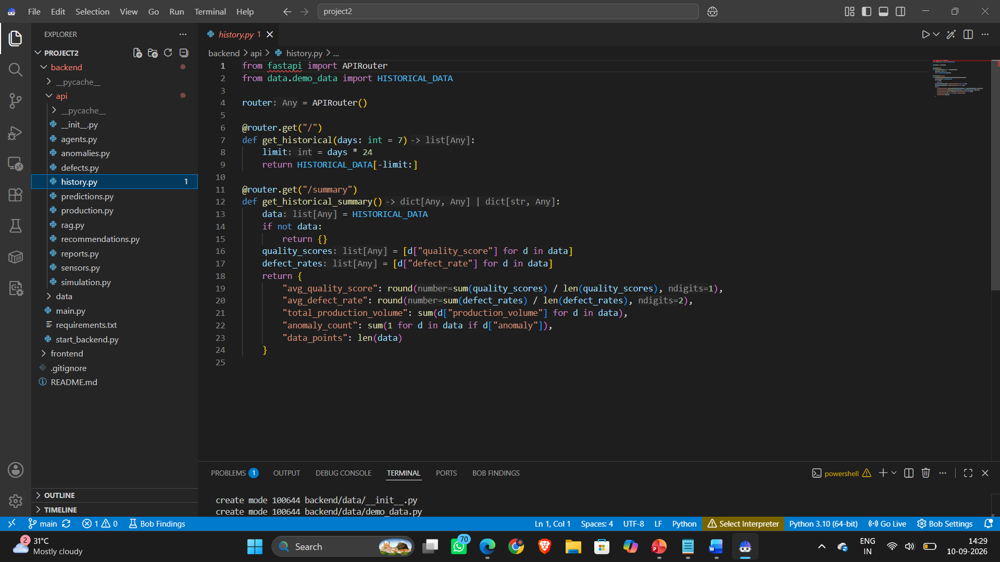 File Edit Selection View Go Run Terminal Help
project2
EXPLORER
PROJECT2
backend
__pycache__
api
__pycache__
__init__.py
agents.py
anomalies.py
defects.py
history.py 1
predictions.py
production.py
rag.py
recommendations.py
reports.py
sensors.py
simulation.py
data
main.py
requirements.txt
start_backend.py
frontend
.gitignore
README.md
OUTLINE
TIMELINE
history.py 1
backend > api > history.py > ...
1 from fastapi import APIRouter
2 from data.demo_data import HISTORICAL_DATA
3
4 router: Any = APIRouter()
5
6 @router.get("/")
7 def get_historical(days: int = 7) -> list[Any]:
8 limit: int = days * 24
9 return HISTORICAL_DATA[-limit:]
10
11 @router.get("/summary")
12 def get_historical_summary() -> dict[Any, Any] | dict[str, Any]:
13 data: list[Any] = HISTORICAL_DATA
14 if not data:
15 return {}
16 quality_scores: list[Any] = [d["quality_score"] for d in data]
17 defect_rates: list[Any] = [d["defect_rate"] for d in data]
18 return {
19 "avg_quality_score": round(number=sum(quality_scores) / len(quality_scores), ndigits=1),
20 "avg_defect_rate": round(number=sum(defect_rates) / len(defect_rates), ndigits=2),
21 "total_production_volume": sum(d["production_volume"] for d in data),
22 "anomaly_count": sum(1 for d in data if d["anomaly"]),
23 "data_points": len(data)
24 }
25
PROBLEMS 1 OUTPUT DEBUG CONSOLE TERMINAL PORTS BOB FINDINGS
powershell
create mode 100644 backend/data/__init__.py
create mode 100644 backend/data/demo_data.py
main 1 0 Bob Findings
Ln 1, Col 1 Spaces: 4 UTF-8 LF Python Select Interpreter Python 3.10 (64-bit) Go Live Bob Settings
2 31°C
Mostly cloudy
Search
70
ENG
IN
14:29
10-09-2026